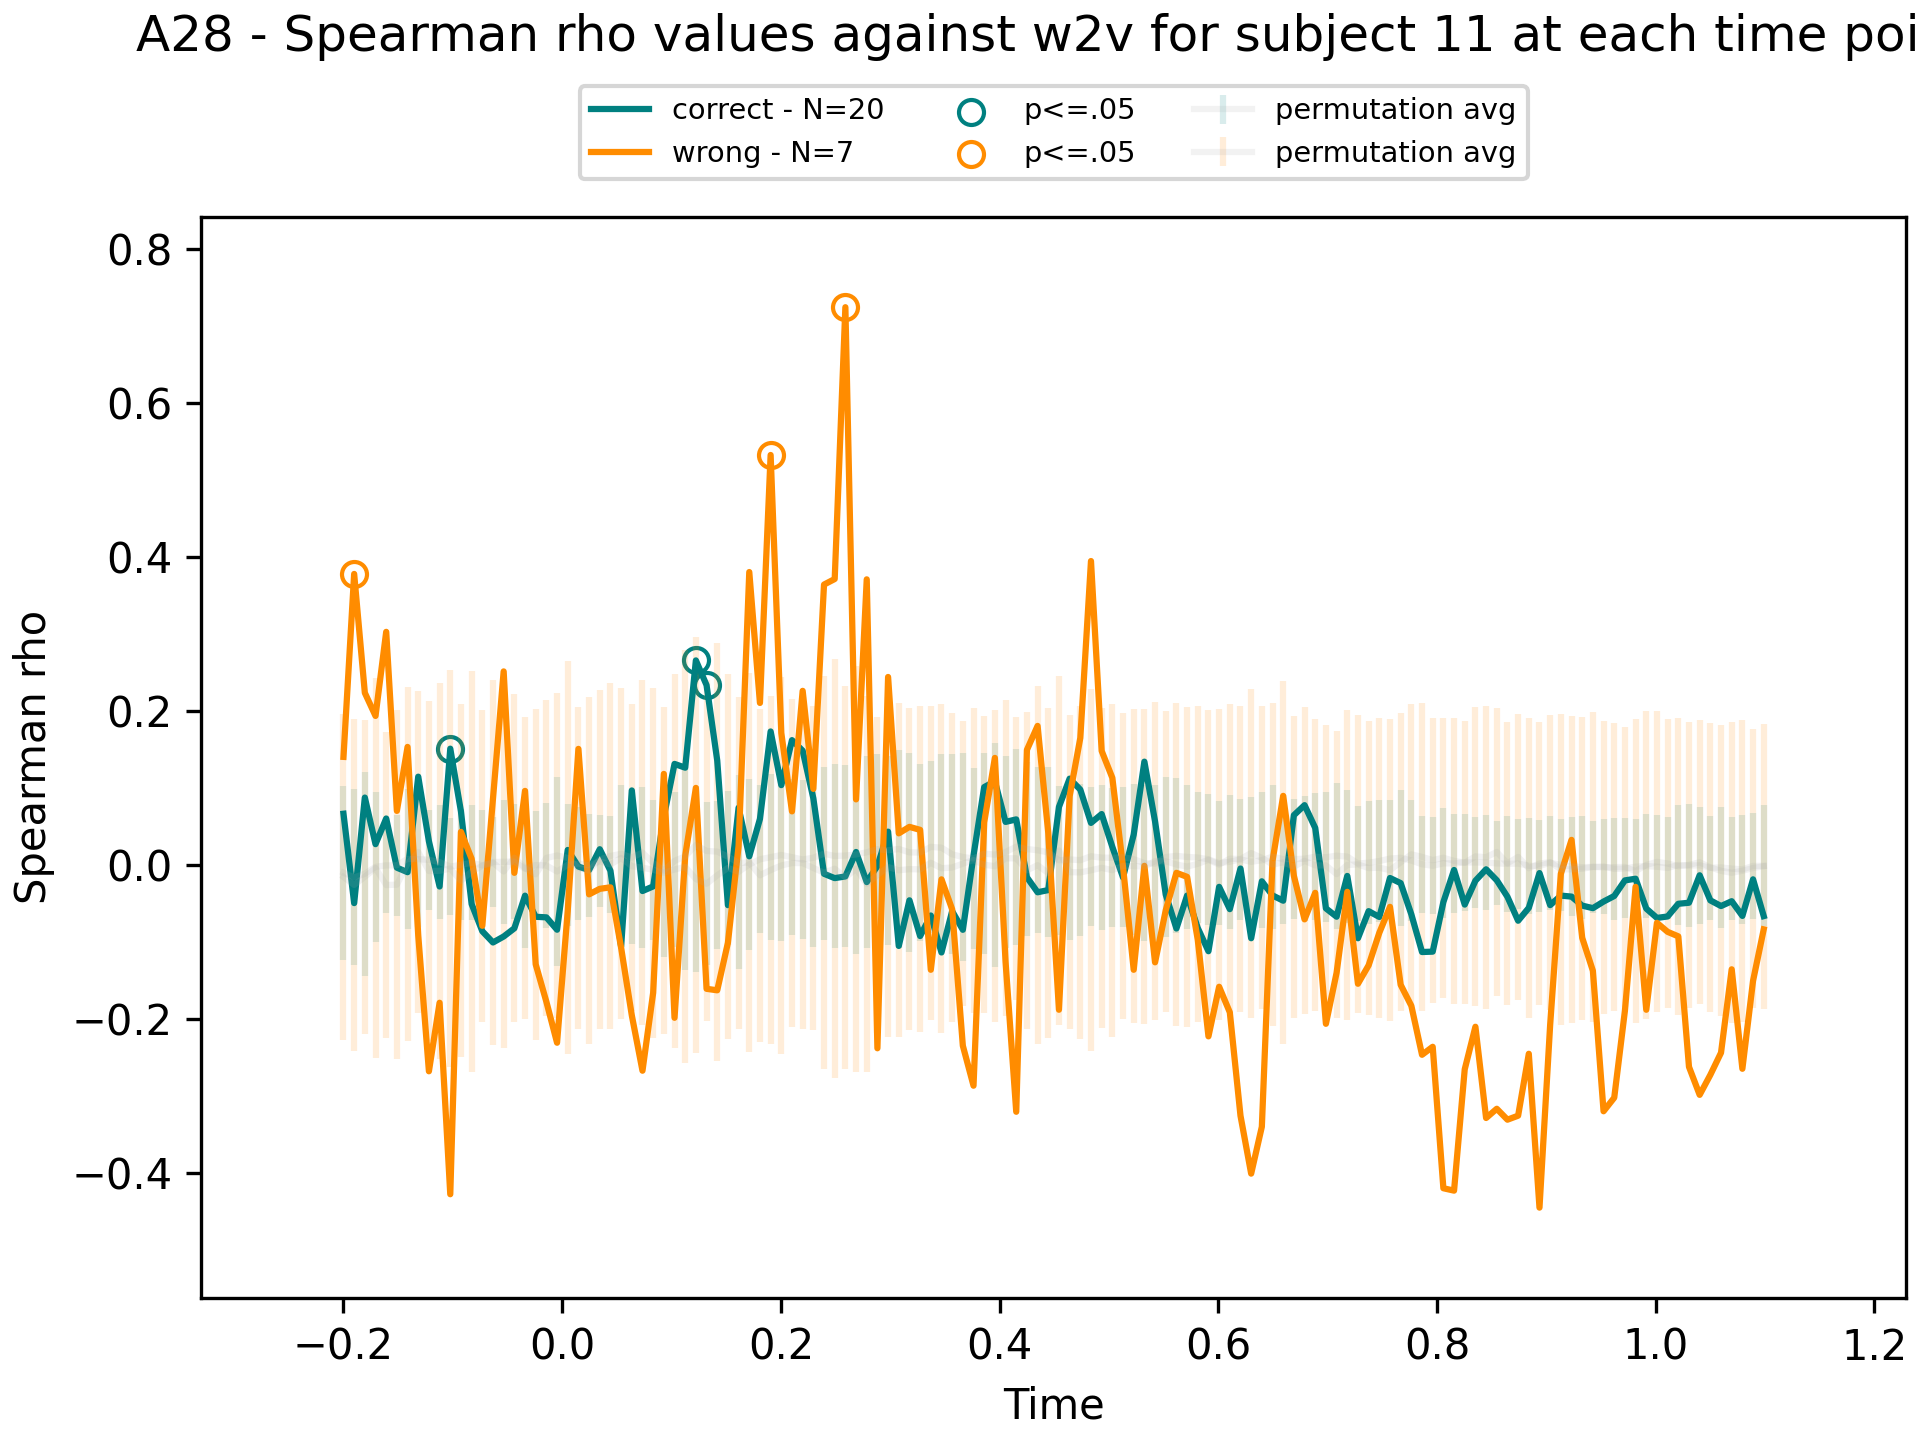 A28 - Spearman rho values against w2v for subject 11 at each time poi
correct - N=20
wrong - N=7
p<=.05
p<=.05
permutation avg
permutation avg
Spearman rho
0.8
0.6
0.4
0.2
0.0
−0.2
−0.4
−0.2
0.0
0.2
0.4
0.6
0.8
1.0
1.2
Time